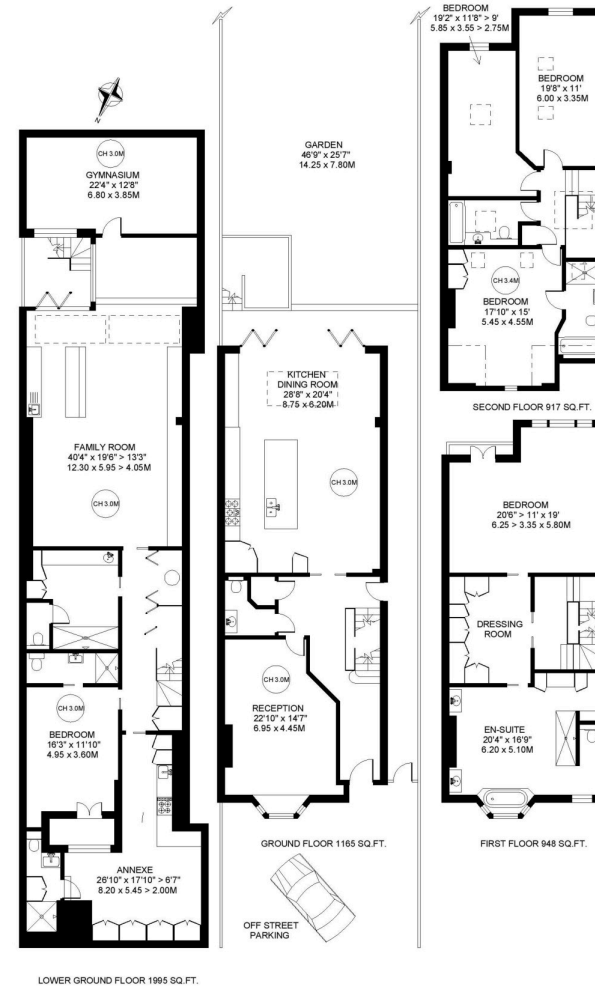 N
CH 3.0M
GYMNASIUM
22'4" x 12'8"
6.80 x 3.85M
FAMILY ROOM
40'4" x 19'6" > 13'3"
12.30 x 5.95 > 4.05M
CH 3.0M
CH 3.0M
BEDROOM
16'3" x 11'10"
4.95 x 3.60M
ANNEXE
26'10" x 17'10" > 6'7"
8.20 x 5.45 > 2.00M
LOWER GROUND FLOOR 1995 SQ.FT.
GARDEN
46'9" x 25'7"
14.25 x 7.80M
KITCHEN
DINING ROOM
28'8" x 20'4"
8.75 x 6.20M
CH 3.0M
CH 3.0M
RECEPTION
22'10" x 14'7"
6.95 x 4.45M
GROUND FLOOR 1165 SQ.FT.
OFF STREET
PARKING
BEDROOM
19'2" x 11'8" > 9'
5.85 x 3.55 > 2.75M
BEDROOM
19'8" x 11'
6.00 x 3.35M
CH 3.4M
BEDROOM
17'10" x 15'
5.45 x 4.55M
SECOND FLOOR 917 SQ.FT.
BEDROOM
20'6" > 11' x 19'
6.25 > 3.35 x 5.80M
DRESSING
ROOM
EN-SUITE
20'4" x 16'9"
6.20 x 5.10M
FIRST FLOOR 948 SQ.FT.